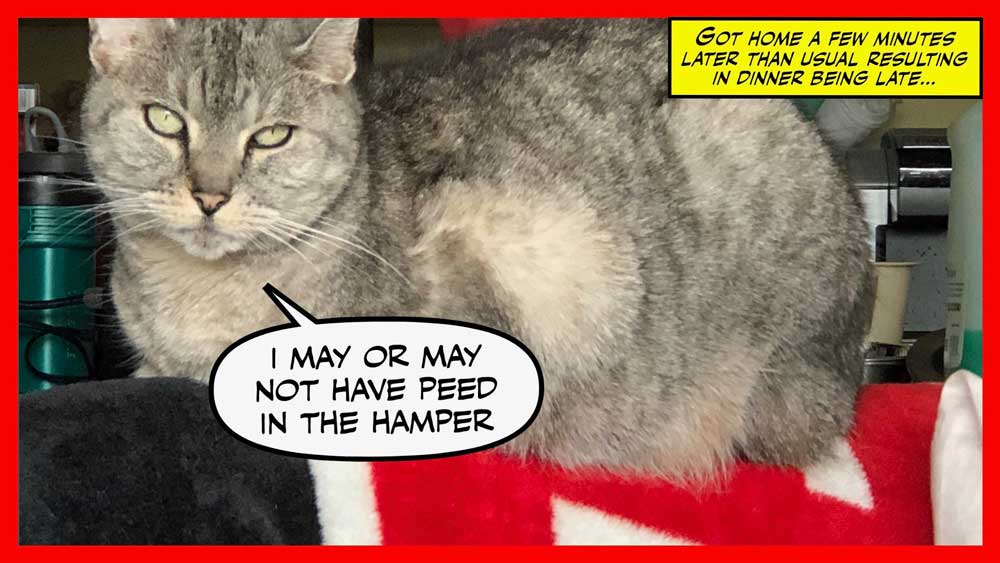 GOT HOME A FEW MINUTES
LATER THAN USUAL RESULTING
IN DINNER BEING LATE...
I MAY OR MAY
NOT HAVE PEED
IN THE HAMPER